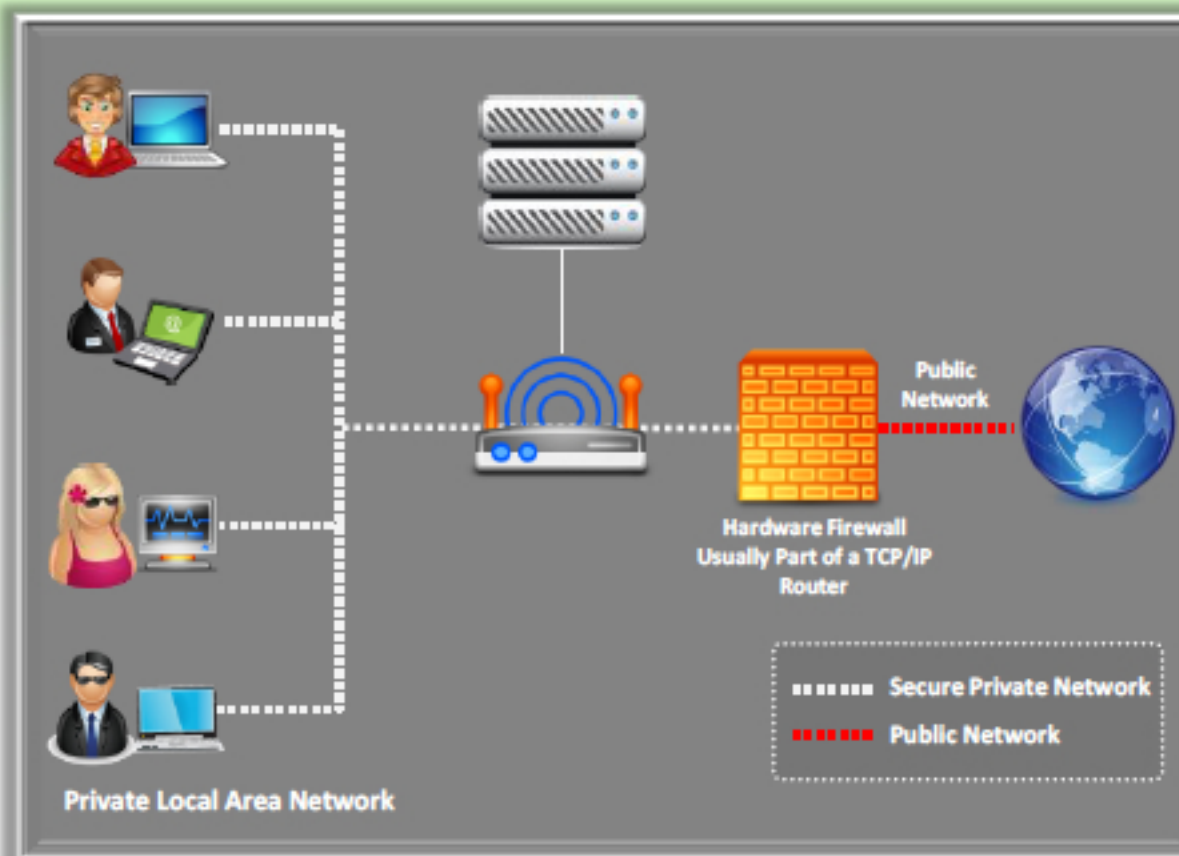 Public
Network
Hardware Firewall
Usually Part of a TCP/IP
Router
Secure Private Network
Public Network
Private Local Area Network